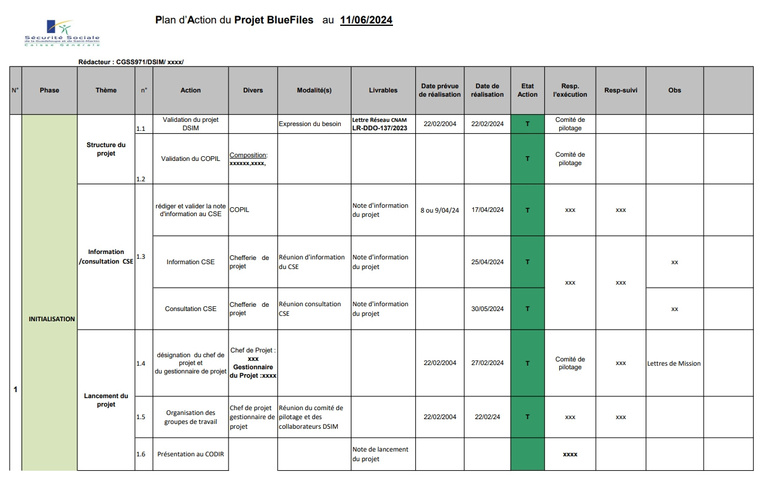 Plan d'Action du Projet BlueFiles au 11/06/2024
Sécurité Sociale
Caisse Générale
Rédacteur : CGSS971/DSIM/ xxxx/
N° Phase Thème n° Action Divers Modalité(s) Livrables Date prévue de réalisation Date de réalisation Etat Action Resp. l'exécution Resp-suivi Obs
1
INITIALISATION
Structure du projet
1.1 Validation du projet DSIM Expression du besoin Lettre Réseau CNAM LR-DDO-137/2023 22/02/2004 22/02/2024 T Comité de pilotage
1.2 Validation du COPIL Composition: xxxxxx,xxxx, T Comité de pilotage
Information /consultation CSE
1.3 rédiger et valider la note d'information au CSE COPIL Note d'information du projet 8 ou 9/04/24 17/04/2024 T xxx xxx
Information CSE Chefferie de projet Réunion d'information du CSE Note d'information du projet 25/04/2024 T xxx xxx xx
Consultation CSE Chefferie de projet Réunion consultation CSE Note d'information du projet 30/05/2024 T xx
Lancement du projet
1.4 désignation du chef de projet et du gestionnaire de projet Chef de Projet : xxx Gestionnaire du Projet :xxxx 22/02/2004 27/02/2024 T Comité de pilotage xxx Lettres de Mission
1.5 Organisation des groupes de travail Chef de projet gestionnaire de projet Réunion du comité de pilotage et des collaborateurs DSIM 22/02/2004 22/02/24 T xxx xxx
1.6 Présentation au CODIR Note de lancement du projet xxxx